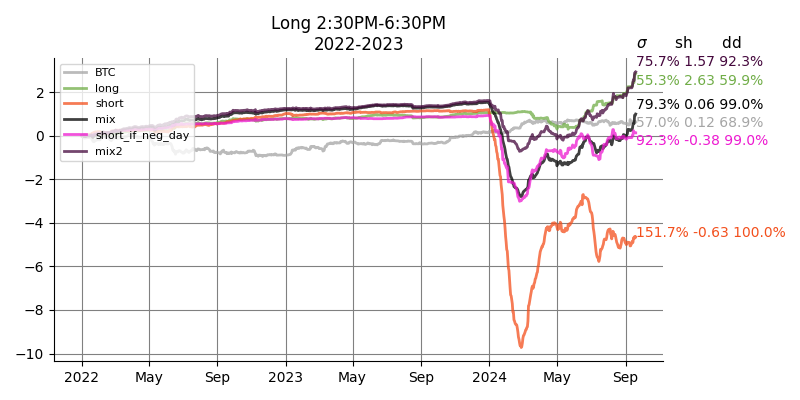 Long 2:30PM-6:30PM
2022-2023
σ sh dd
75.7% 1.57 92.3%
55.3% 2.63 59.9%
79.3% 0.06 99.0%
57.0% 0.12 68.9%
92.3% -0.38 99.0%
151.7% -0.63 100.0%
BTC
long
short
mix
short_if_neg_day
mix2
2
0
−2
−4
−6
−8
−10
2022 May Sep 2023 May Sep 2024 May Sep